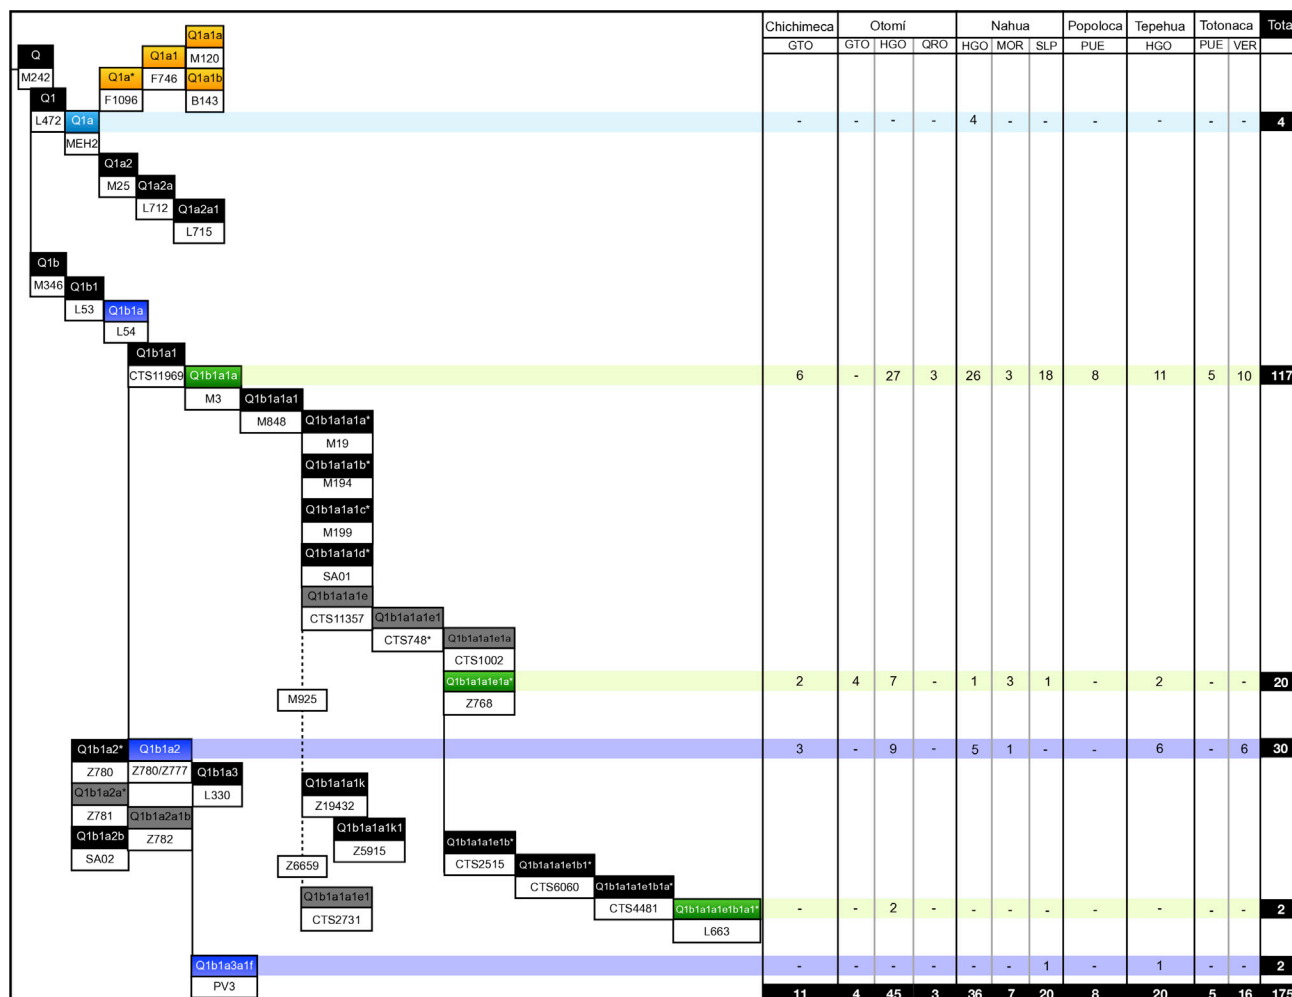 Chichimeca Otomí Nahua Popoloca Tepehua Totonaca Tota
GTO GTO HGO QRO HGO MOR SLP PUE HGO PUE VER
Q1a1a
Q Q1a1 M120
M242 Q1a* F746 Q1a1b
Q1 F1096 B143
L472 Q1a - - - - 4 - - - - - - 4
MEH2
Q1a2
M25 Q1a2a
L712 Q1a2a1
L715
Q1b
M346 Q1b1
L53 Q1b1a
L54
Q1b1a1
CTS11969 Q1b1a1a 6 - 27 3 26 3 18 8 11 5 10 117
M3 Q1b1a1a1
M848 Q1b1a1a1a*
M19
Q1b1a1a1b*
M194
Q1b1a1a1c*
M199
Q1b1a1a1d*
SA01
Q1b1a1a1e
CTS11357 Q1b1a1a1e1
CTS748* Q1b1a1a1e1a
CTS1002
Q1b1a1a1e1a* 2 4 7 - 1 3 1 - 2 - - 20
M925 Z768
Q1b1a2* Q1b1a2 3 - 9 - 5 1 - - 6 - 6 30
Z780 Z780/Z777 Q1b1a3
Q1b1a2a* L330 Q1b1a1a1k
Z781 Q1b1a2a1b Z19432
Q1b1a2b Z782 Q1b1a1a1k1 Q1b1a1a1e1b*
SA02 Z5915 CTS2515 Q1b1a1a1e1b1*
Z6659 CTS6060 Q1b1a1a1e1b1a*
Q1b1a1a1e1 CTS4481 Q1b1a1a1e1b1a1* - - 2 - - - - - - - - 2
CTS2731 L663
Q1b1a3a1f - - - - - - 1 - 1 - - 2
PV3
11 4 45 3 36 7 20 8 20 5 16 175